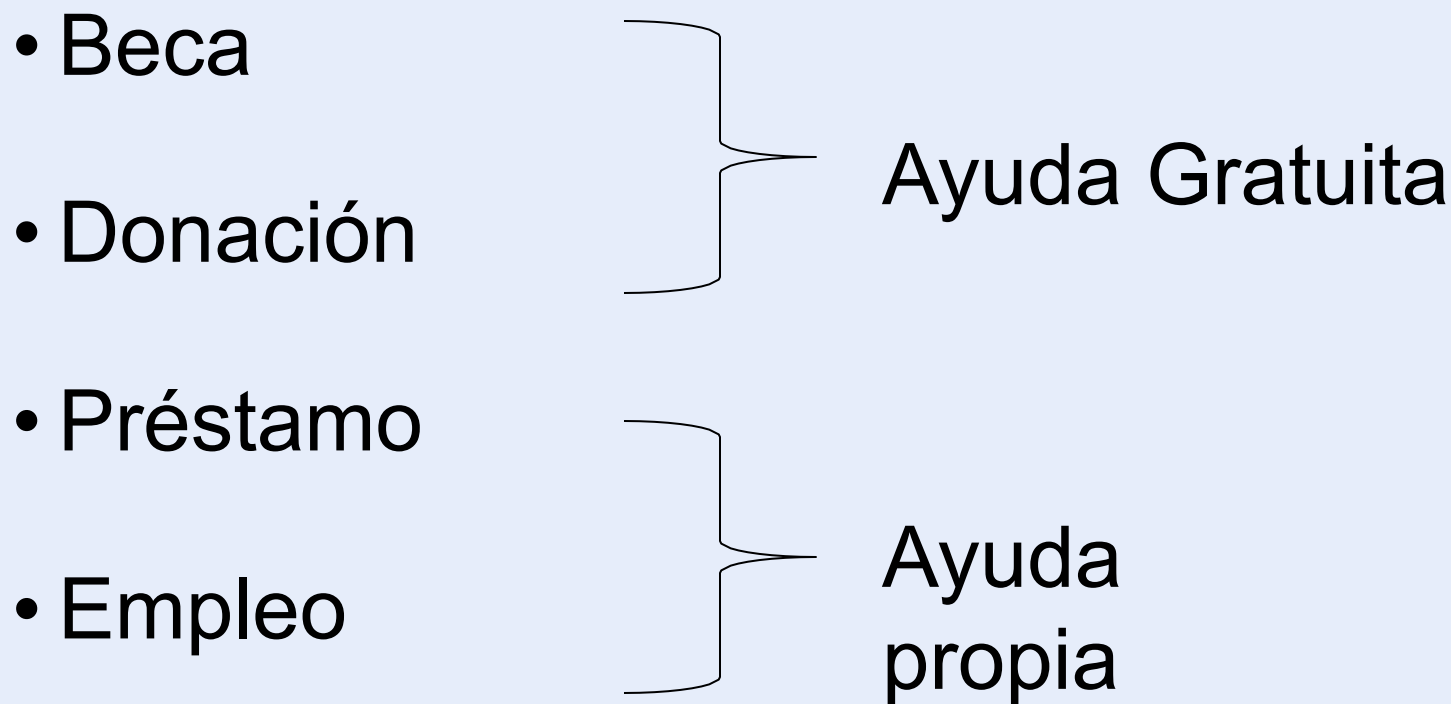 • Beca
• Donación
Ayuda Gratuita
• Préstamo
• Empleo
Ayuda
propia